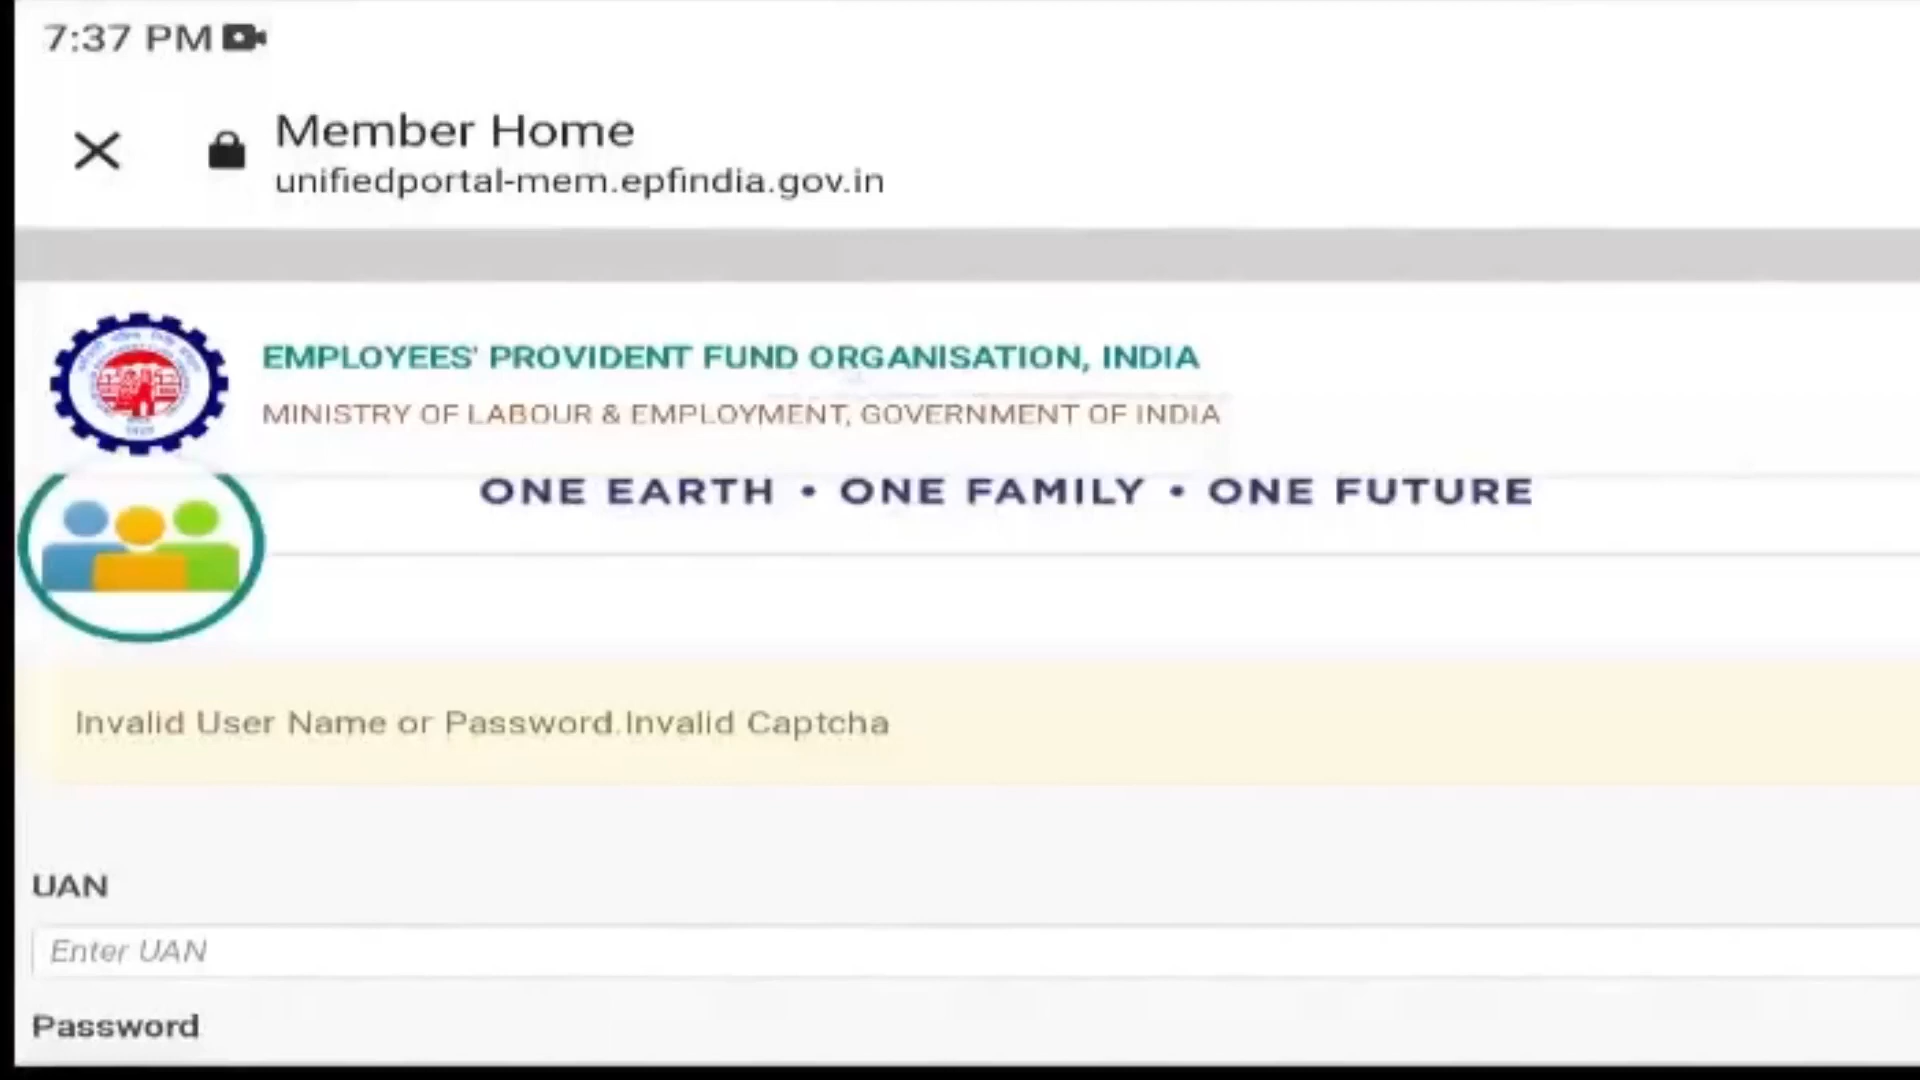 7:37 PM
Member Home
unifiedportal-mem.epfindia.gov.in
EMPLOYEES' PROVIDENT FUND ORGANISATION, INDIA
MINISTRY OF LABOUR & EMPLOYMENT, GOVERNMENT OF INDIA
ONE EARTH • ONE FAMILY • ONE FUTURE
Invalid User Name or Password.Invalid Captcha
UAN
Enter UAN
Password